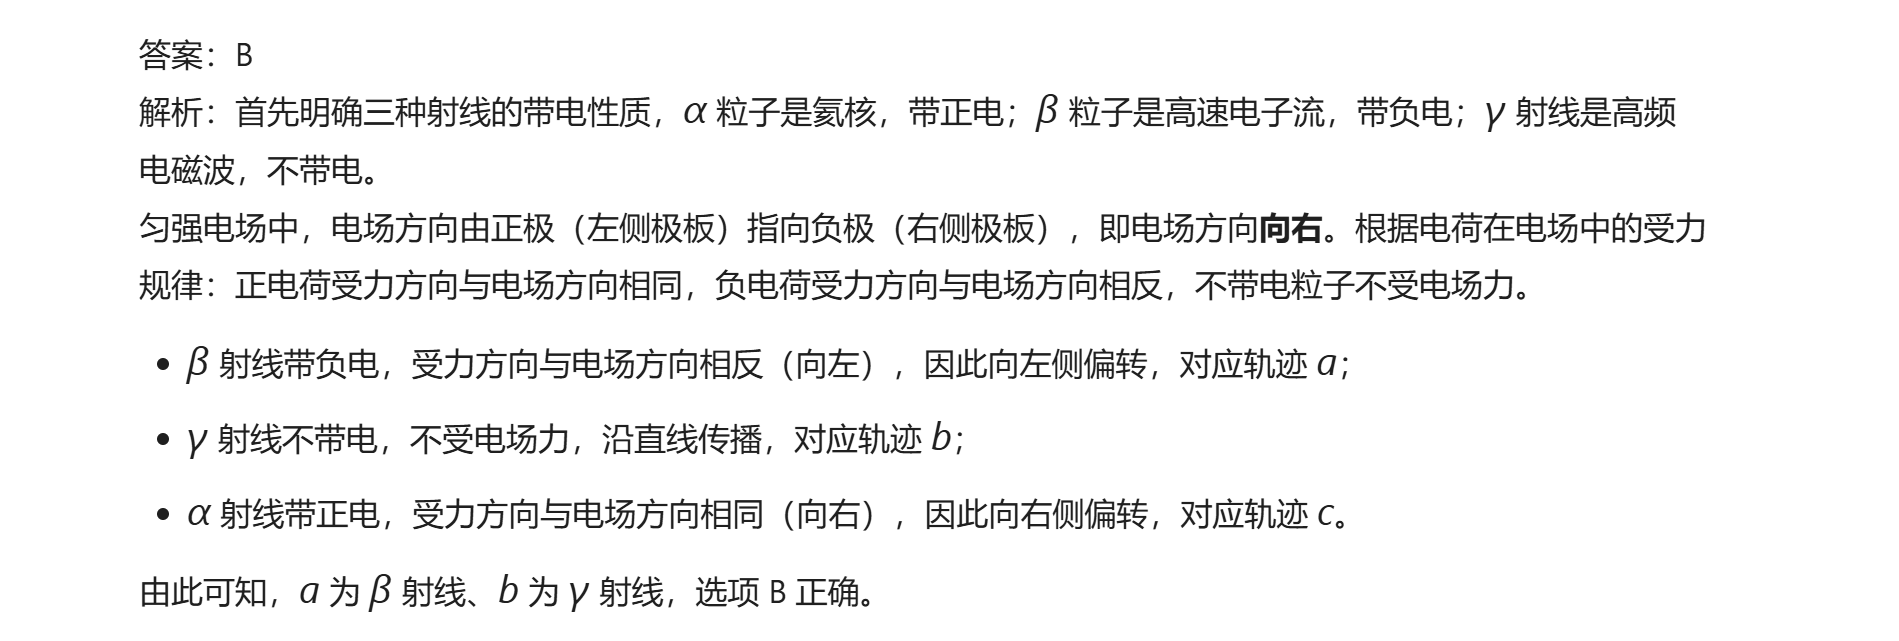 答案：B
解析：首先明确三种射线的带电性质，α 粒子是氦核，带正电；β 粒子是高速电子流，带负电；γ 射线是高频
电磁波，不带电。
匀强电场中，电场方向由正极（左侧极板）指向负极（右侧极板），即电场方向向右。根据电荷在电场中的受力
规律：正电荷受力方向与电场方向相同，负电荷受力方向与电场方向相反，不带电粒子不受电场力。
• β 射线带负电，受力方向与电场方向相反（向左），因此向左侧偏转，对应轨迹 a；
• γ 射线不带电，不受电场力，沿直线传播，对应轨迹 b；
• α 射线带正电，受力方向与电场方向相同（向右），因此向右侧偏转，对应轨迹 c。
由此可知，a 为 β 射线、b 为 γ 射线，选项 B 正确。